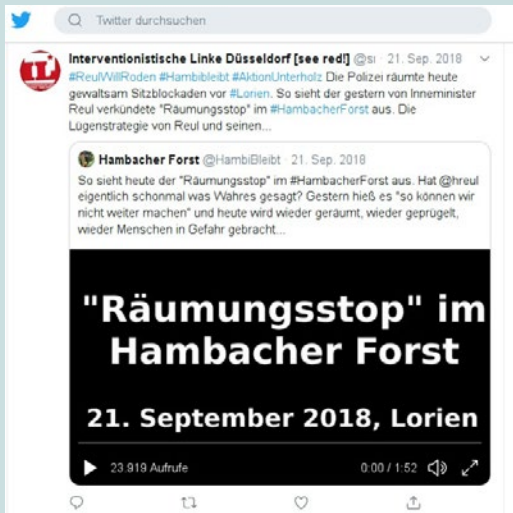 Twitter durchsuchen
Interventionistische Linke Düsseldorf [see red!] @si · 21. Sep. 2018
#ReulWillRoden #Hambibleibt #AktionUnterholz Die Polizei räumte heute
gewaltsam Sitzblockaden vor #Lorien. So sieht der gestern von Inneminister
Reul verkündete "Räumungsstop" im #HambacherForst aus. Die
Lügenstrategie von Reul und seinen...
Hambacher Forst @HambiBleibt · 21. Sep. 2018
So sieht heute der "Räumungsstop" im #HambacherForst aus. Hat @hreul
eigentlich schonmal was Wahres gesagt? Gestern hieß es "so können wir
nicht weiter machen" und heute wird wieder geräumt, wieder geprügelt,
wieder Menschen in Gefahr gebracht...
"Räumungsstop" im
Hambacher Forst
21. September 2018, Lorien
23.919 Aufrufe
0:00 / 1:52